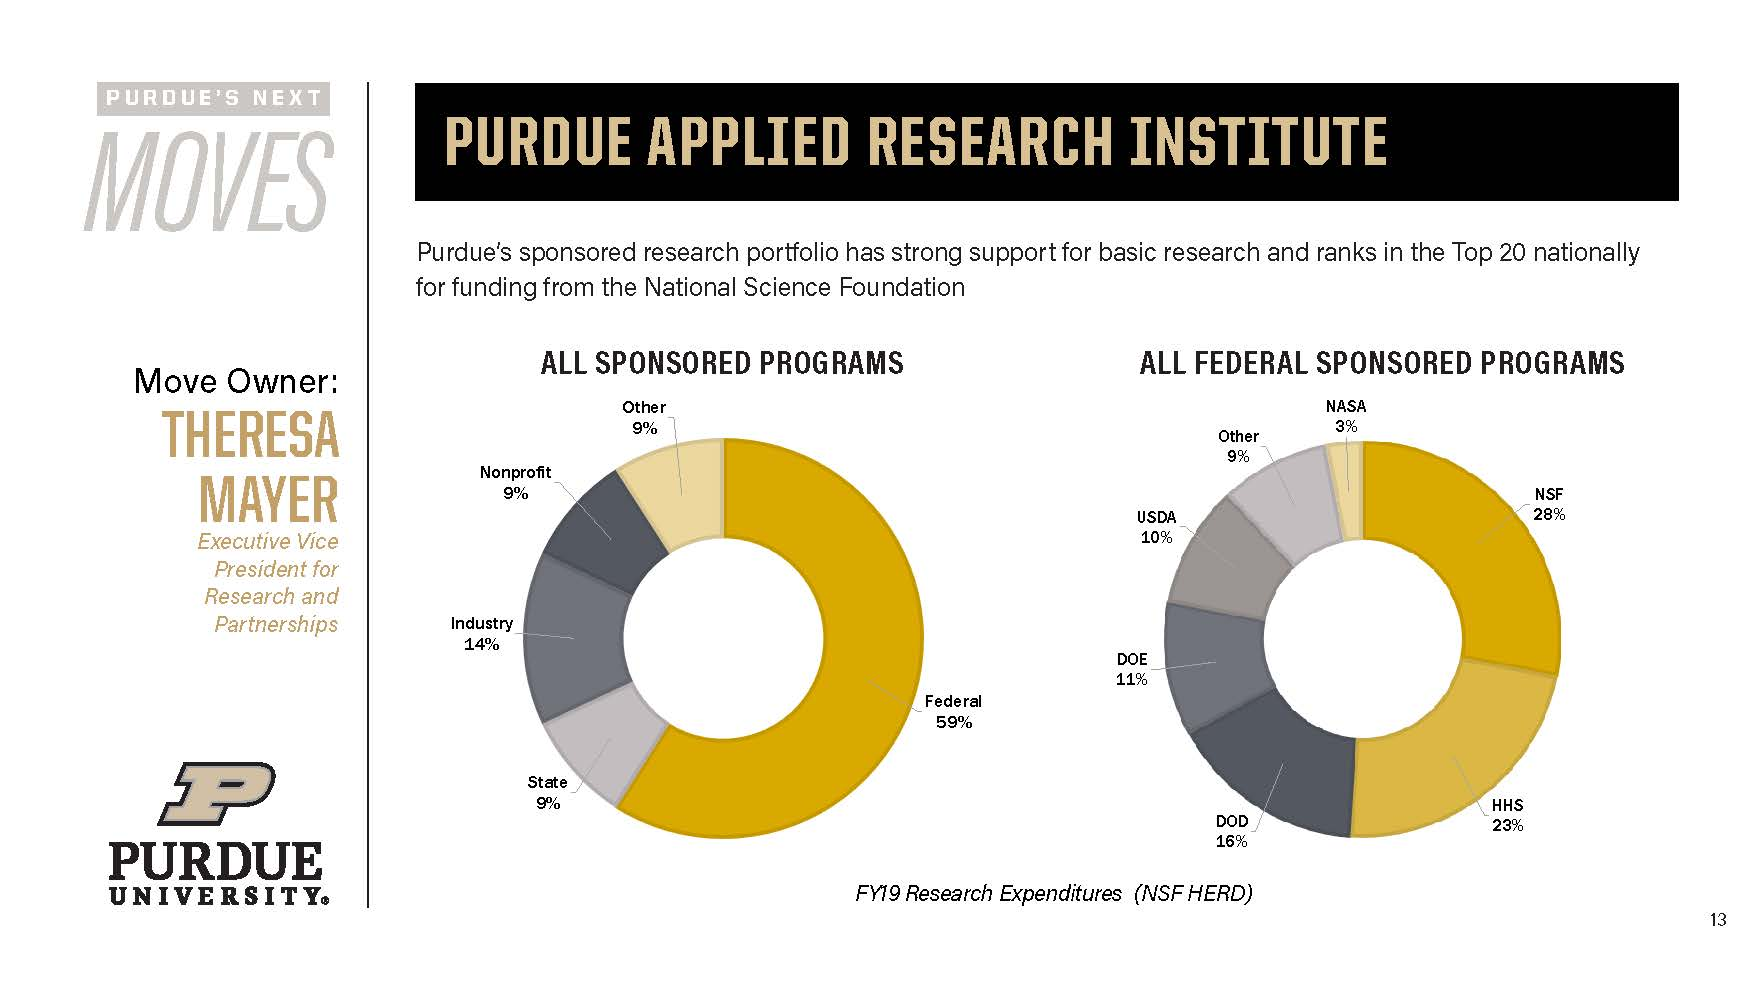 PURDUE'S NEXT
MOVES
Move Owner:
THERESA
MAYER
Executive Vice
President for
Research and
Partnerships
P
PURDUE
UNIVERSITY®
PURDUE APPLIED RESEARCH INSTITUTE
Purdue's sponsored research portfolio has strong support for basic research and ranks in the Top 20 nationally
for funding from the National Science Foundation
ALL SPONSORED PROGRAMS
Other
9%
Nonprofit
9%
Industry
14%
Federal
59%
State
9%
ALL FEDERAL SPONSORED PROGRAMS
NASA
3%
Other
9%
NSF
28%
USDA
10%
DOE
11%
HHS
23%
DOD
16%
FY19 Research Expenditures (NSF HERD)
13